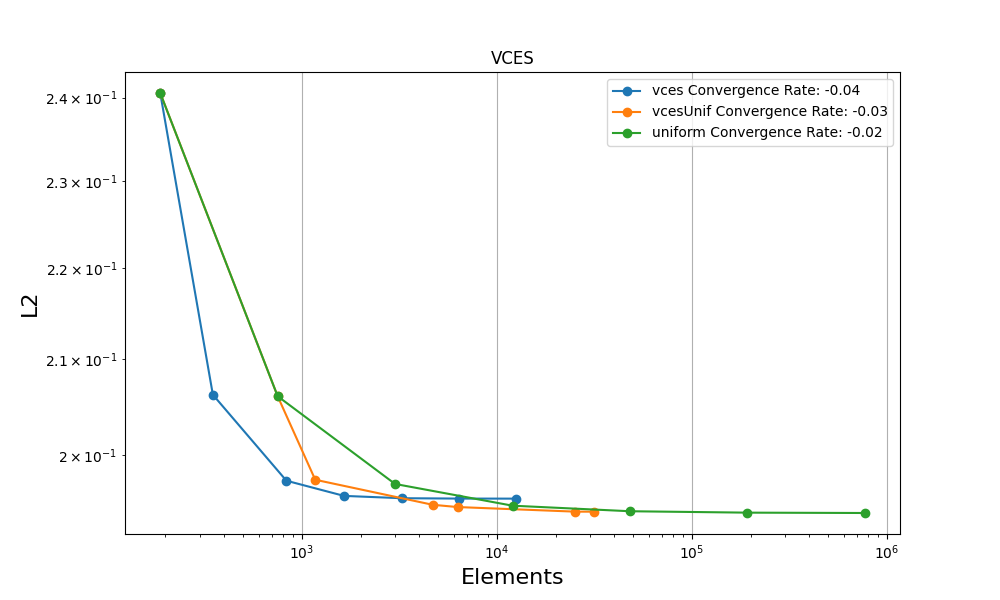 VCES
vces Convergence Rate: -0.04
vcesUnif Convergence Rate: -0.03
uniform Convergence Rate: -0.02
2.4 × 10⁻¹
2.3 × 10⁻¹
2.2 × 10⁻¹
2.1 × 10⁻¹
2 × 10⁻¹
L2
10³ 10⁴ 10⁵ 10⁶
Elements